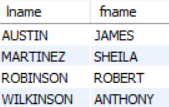 lname fname
AUSTIN JAMES
MARTINEZ SHEILA
ROBINSON ROBERT
WILKINSON ANTHONY